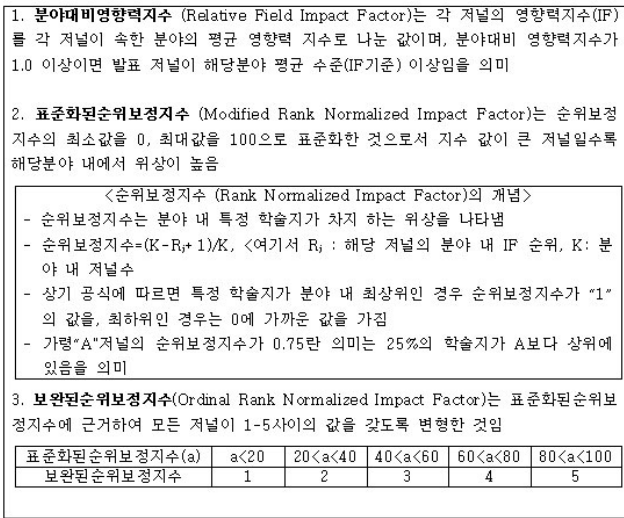 1. 분야대비영향력지수 (Relative Field Impact Factor)는 각 저널의 영향력지수(IF)
를 각 저널이 속한 분야의 평균 영향력 지수로 나눈 값이며, 분야대비 영향력지수가
1.0 이상이면 발표 저널이 해당분야 평균 수준(IF기준) 이상임을 의미
2. 표준화된순위보정지수 (Modified Rank Normalized Impact Factor)는 순위보정
지수의 최소값을 0, 최대값을 100으로 표준화한 것으로서 지수 값이 큰 저널일수록
해당분야 내에서 위상이 높음
<순위보정지수 (Rank Normalized Impact Factor)의 개념>
- 순위보정지수는 분야 내 특정 학술지가 차지 하는 위상을 나타냄
- 순위보정지수=(K-Rj+1)/K, <여기서 Rj : 해당 저널의 분야 내 IF 순위, K: 분
야 내 저널수
- 상기 공식에 따르면 특정 학술지가 분야 내 최상위인 경우 순위보정지수가 "1"
의 값을, 최하위인 경우는 0에 가까운 값을 가짐
- 가령"A"저널의 순위보정지수가 0.75란 의미는 25%의 학술지가 A보다 상위에
있음을 의미
3. 보완된순위보정지수(Ordinal Rank Normalized Impact Factor)는 표준화된순위보
정지수에 근거하여 모든 저널이 1-5사이의 값을 갖도록 변형한 것임
표준화된순위보정지수(a) a<20 20<a<40 40<a<60 60<a<80 80<a<100
보완된순위보정지수 1 2 3 4 5